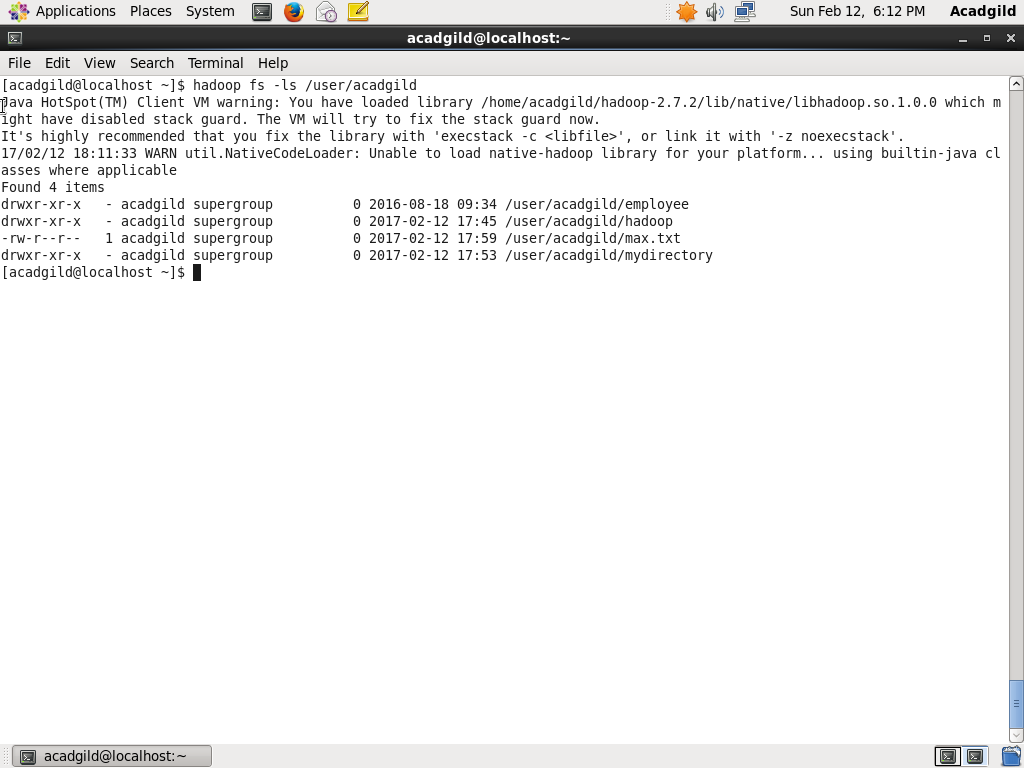 Applications Places System Sun Feb 12, 6:12 PM Acadgild
acadgild@localhost:~
File Edit View Search Terminal Help
[acadgild@localhost ~]$ hadoop fs -ls /user/acadgild
Java HotSpot(TM) Client VM warning: You have loaded library /home/acadgild/hadoop-2.7.2/lib/native/libhadoop.so.1.0.0 which m
ight have disabled stack guard. The VM will try to fix the stack guard now.
It's highly recommended that you fix the library with 'execstack -c <libfile>', or link it with '-z noexecstack'.
17/02/12 18:11:33 WARN util.NativeCodeLoader: Unable to load native-hadoop library for your platform... using builtin-java cl
asses where applicable
Found 4 items
drwxr-xr-x   - acadgild supergroup          0 2016-08-18 09:34 /user/acadgild/employee
drwxr-xr-x   - acadgild supergroup          0 2017-02-12 17:45 /user/acadgild/hadoop
-rw-r--r--   1 acadgild supergroup          0 2017-02-12 17:59 /user/acadgild/max.txt
drwxr-xr-x   - acadgild supergroup          0 2017-02-12 17:53 /user/acadgild/mydirectory
[acadgild@localhost ~]$
acadgild@localhost:~